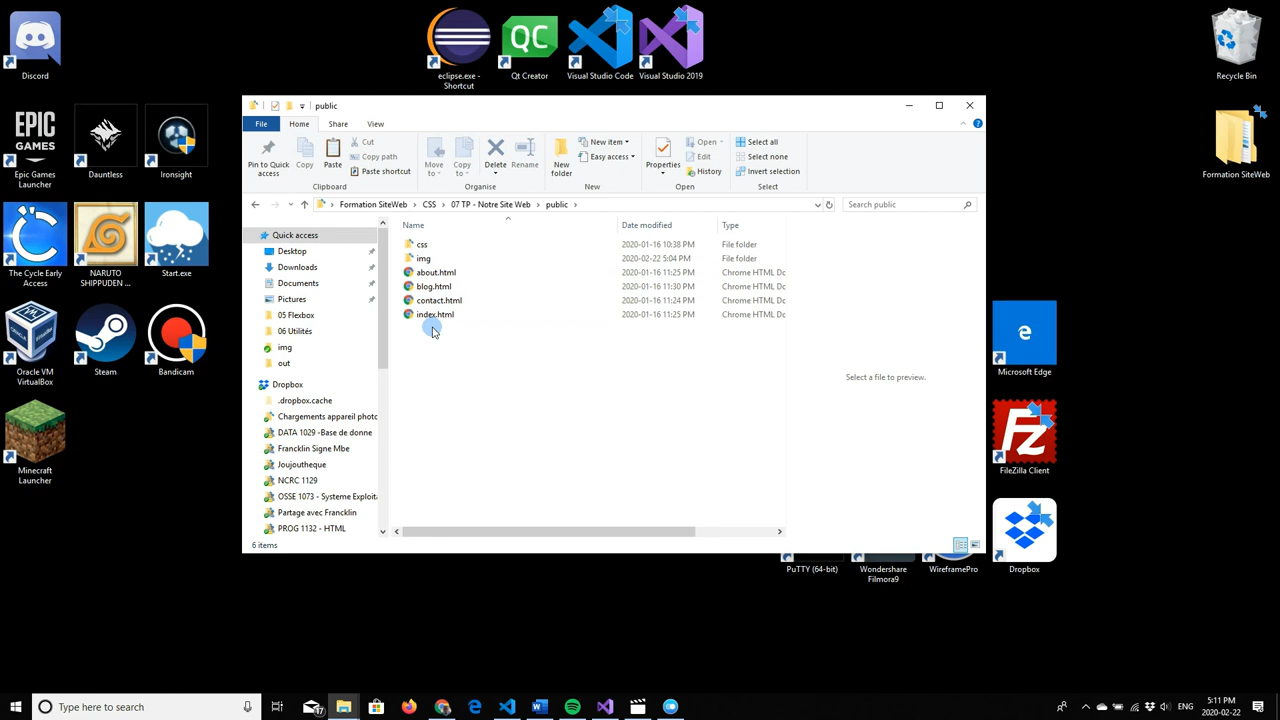 Discord
eclipse.exe -
Shortcut
Qt Creator
Visual Studio Code
Visual Studio 2019
Recycle Bin
EPIC
GAMES
Epic Games
Launcher
Dauntless
Ironsight
Formation SiteWeb
The Cycle Early
Access
NARUTO
SHIPPUDEN ...
Start.exe
Oracle VM
VirtualBox
Steam
Bandicam
Minecraft
Launcher
Microsoft Edge
FileZilla Client
PuTTY (64-bit)
Wondershare
Filmora9
WireframePro
Dropbox
public
File
Home
Share
View
Pin to Quick
access
Copy
Paste
Cut
Copy path
Paste shortcut
Clipboard
Move
to
Copy
to
Delete
Rename
Organise
New
folder
New item
Easy access
New
Properties
Open
Edit
History
Open
Select all
Select none
Invert selection
Select
Formation SiteWeb > CSS > 07 TP - Notre Site Web > public >
Search public
Quick access
Desktop
Downloads
Documents
Pictures
05 Flexbox
06 Utilités
img
out
Dropbox
.dropbox.cache
Chargements appareil photo
DATA 1029 -Base de donne
Francklin Signe Mbe
Joujoutheque
NCRC 1129
OSSE 1073 - Systeme Exploita
Partage avec Francklin
PROG 1132 - HTML
Name Date modified Type
css 2020-01-16 10:38 PM File folder
img 2020-02-22 5:04 PM File folder
about.html 2020-01-16 11:25 PM Chrome HTML Dc
blog.html 2020-01-16 11:30 PM Chrome HTML Dc
contact.html 2020-01-16 11:24 PM Chrome HTML Dc
index.html 2020-01-16 11:25 PM Chrome HTML Dc
Select a file to preview.
6 items
Type here to search
ENG
5:11 PM
2020-02-22